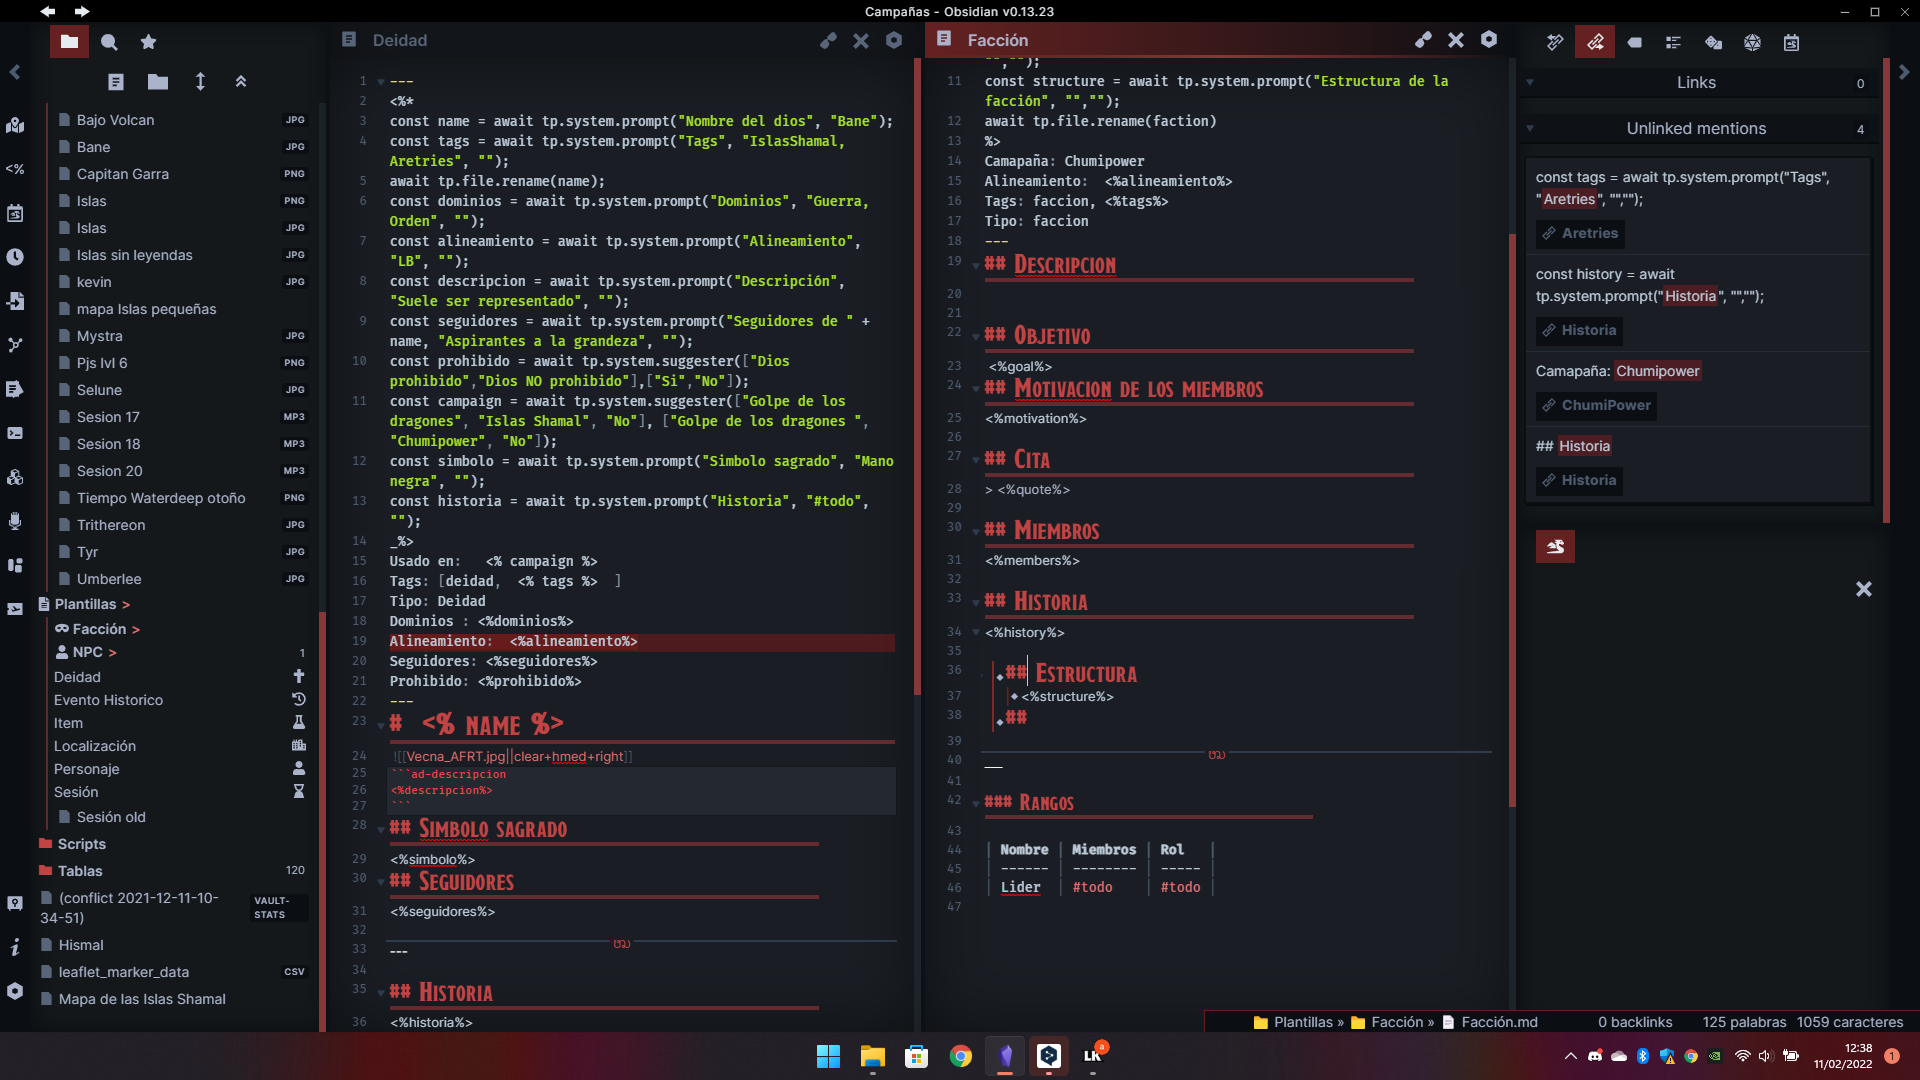 Campañas - Obsidian v0.13.23
Bajo Volcan JPG
Bane JPG
Capitan Garra PNG
Islas PNG
Islas JPG
Islas sin leyendas JPG
kevin JPG
mapa Islas pequeñas
Mystra JPG
Pjs lvl 6 PNG
Selune JPG
Sesion 17 MP3
Sesion 18 MP3
Sesion 20 MP3
Tiempo Waterdeep otoño PNG
Trithereon JPG
Tyr JPG
Umberlee JPG
Plantillas >
Facción >
NPC > 1
Deidad
Evento Historico
Item
Localización
Personaje
Sesión
Sesión old
Scripts
Tablas 120
(conflict 2021-12-11-10-
34-51) VAULT-
STATS
Hismal
leaflet_marker_data CSV
Mapa de las Islas Shamal
<%
Deidad
1 ---
2 <%*
3 const name = await tp.system.prompt("Nombre del dios", "Bane");
4 const tags = await tp.system.prompt("Tags", "IslasShamal,
Aretries", "");
5 await tp.file.rename(name);
6 const dominios = await tp.system.prompt("Dominios", "Guerra,
Orden", "");
7 const alineamiento = await tp.system.prompt("Alineamiento",
"LB", "");
8 const descripcion = await tp.system.prompt("Descripción",
"Suele ser representado", "");
9 const seguidores = await tp.system.prompt("Seguidores de " +
name, "Aspirantes a la grandeza", "");
10 const prohibido = await tp.system.suggester(["Dios
prohibido","Dios NO prohibido"],["Si","No"]);
11 const campaign = await tp.system.suggester(["Golpe de los
dragones", "Islas Shamal", "No"], ["Golpe de los dragones ",
"Chumipower", "No"]);
12 const simbolo = await tp.system.prompt("Simbolo sagrado", "Mano
negra", "");
13 const historia = await tp.system.prompt("Historia", "#todo",
"");
14 _%>
15 Usado en: <% campaign %>
16 Tags: [deidad, <% tags %> ]
17 Tipo: Deidad
18 Dominios : <%dominios%>
19 Alineamiento: <%alineamiento%>
20 Seguidores: <%seguidores%>
21 Prohibido: <%prohibido%>
22 ---
23 # <% NAME %>
24 ![[Vecna_AFRT.jpg||clear+hmed+right]]
25 ```ad-descripcion
26 <%descripcion%>
27 ```
28 ## SIMBOLO SAGRADO
29 <%simbolo%>
30 ## SEGUIDORES
31 <%seguidores%>
32
33 ---
34
35 ## HISTORIA
36 <%historia%>
Facción
"","");
11 const structure = await tp.system.prompt("Estructura de la
facción", "","");
12 await tp.file.rename(faction)
13 %>
14 Camapaña: Chumipower
15 Alineamiento: <%alineamiento%>
16 Tags: faccion, <%tags%>
17 Tipo: faccion
18 ---
19 ## DESCRIPCION
20
21
22 ## OBJETIVO
23 <%goal%>
24 ## MOTIVACION DE LOS MIEMBROS
25 <%motivation%>
26
27 ## CITA
28 > <%quote%>
29
30 ## MIEMBROS
31 <%members%>
32
33 ## HISTORIA
34 <%history%>
35
36 ## ESTRUCTURA
37 <%structure%>
38 ##
39
40 ---
41
42 ### RANGOS
43
44 | Nombre | Miembros | Rol |
45 | ------ | -------- | ----- |
46 | Lider | #todo | #todo |
47
Links 0
Unlinked mentions 4
const tags = await tp.system.prompt("Tags",
"Aretries", "","");
Aretries
const history = await
tp.system.prompt("Historia", "","");
Historia
Camapaña: Chumipower
ChumiPower
## Historia
Historia
Plantillas » Facción » Facción.md 0 backlinks 125 palabras 1059 caracteres
LK a
12:38
11/02/2022
1